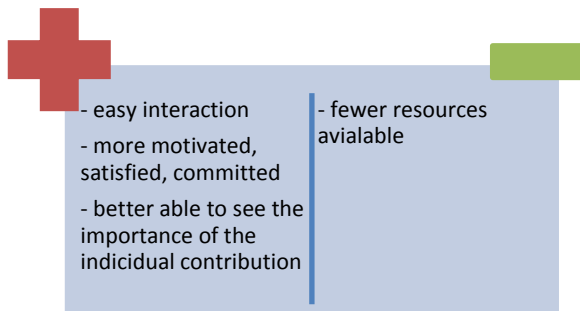 - easy interaction
- more motivated,
satisfied, committed
- better able to see the
importance of the
indicidual contribution
- fewer resources
avialable